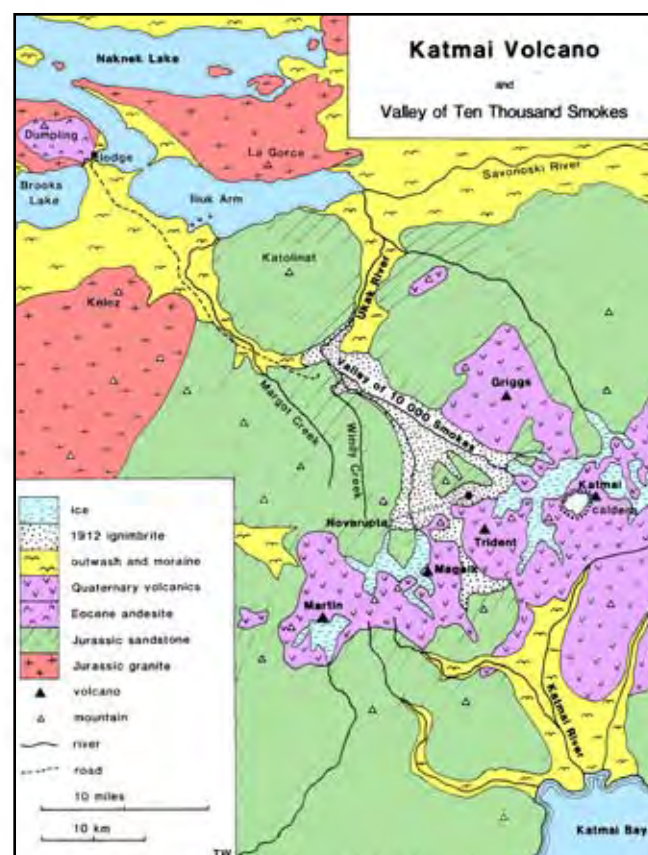 Katmai Volcano
and
Valley of Ten Thousand Smokes
Naknek Lake
Dumpling
lodge
La Gorce
Brooks
Lake
Iliuk Arm
Savonoski River
Katolinat
Ukak River
Kelez
Valley of 10 000 Smokes
Griggs
Margot Creek
Windy Creek
Katmai
caldera
Novarupta
Trident
Mageik
Martin
Katmai River
Katmai Bay
ice
1912 ignimbrite
outwash and moraine
Quaternary volcanics
Eocene andesite
Jurassic sandstone
Jurassic granite
volcano
mountain
river
road
10 miles
10 km
TW